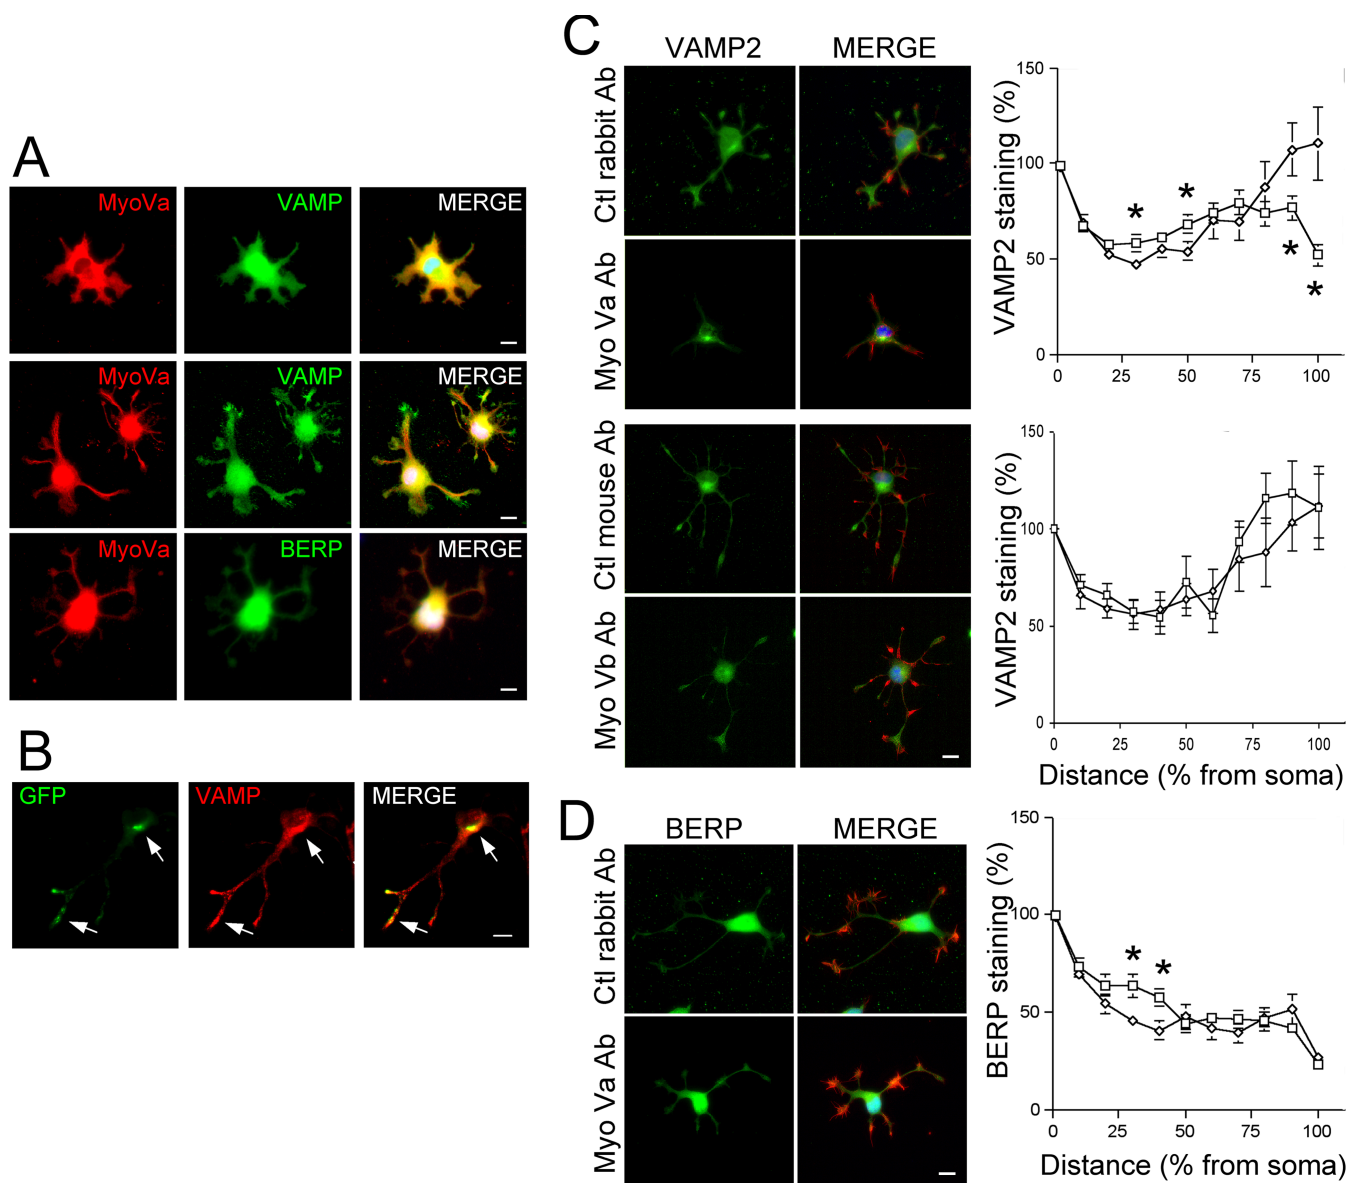 A
MyoVa VAMP MERGE
MyoVa VAMP MERGE
MyoVa BERP MERGE
B
GFP VAMP MERGE
C
VAMP2 MERGE
Ctl rabbit Ab
Myo Va Ab
Ctl mouse Ab
Myo Vb Ab
VAMP2 staining (%)
150
100
50
0
0 25 50 75 100
* * * *
VAMP2 staining (%)
150
100
50
0
0 25 50 75 100
Distance (% from soma)
D
BERP MERGE
Ctl rabbit Ab
Myo Va Ab
BERP staining (%)
150
100
50
0
0 25 50 75 100
* *
Distance (% from soma)